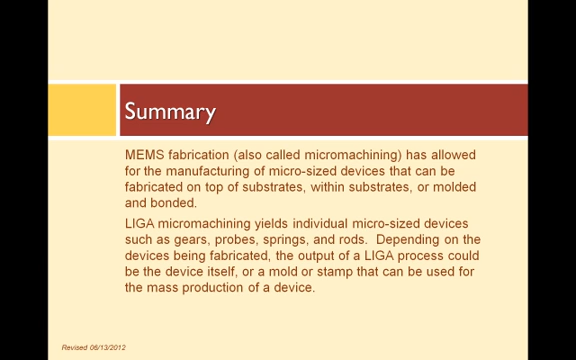 Summary
MEMS fabrication (also called micromachining) has allowed
for the manufacturing of micro-sized devices that can be
fabricated on top of substrates, within substrates, or molded
and bonded.
LIGA micromachining yields individual micro-sized devices
such as gears, probes, springs, and rods.  Depending on the
devices being fabricated, the output of a LIGA process could
be the device itself, or a mold or stamp that can be used for
the mass production of a device.
Revised 06/13/2012